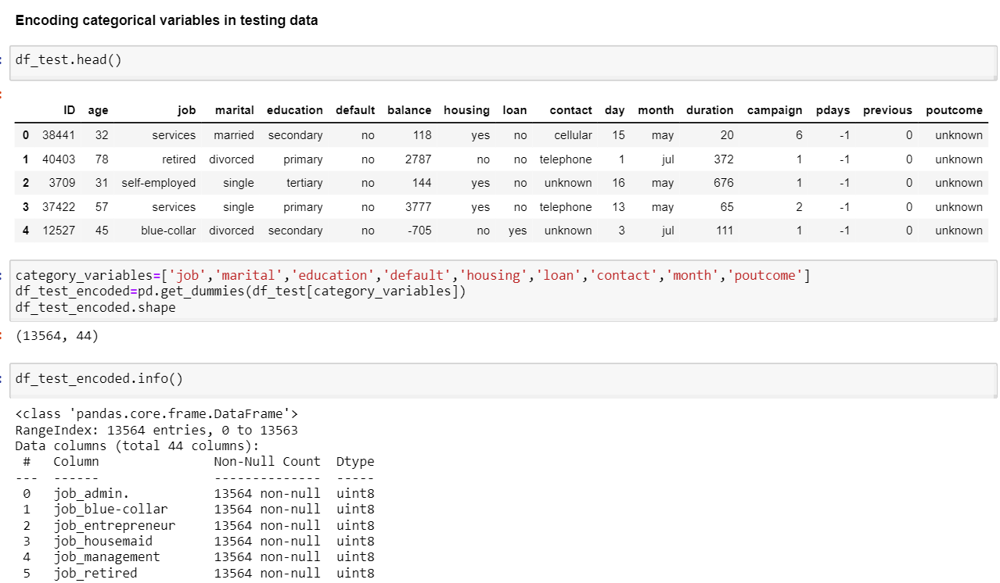 Encoding categorical variables in testing data
df_test.head()
ID age job marital education default balance housing loan contact day month duration campaign pdays previous poutcome
0 38441 32 services married secondary no 118 yes no cellular 15 may 20 6 -1 0 unknown
1 40403 78 retired divorced primary no 2787 no no telephone 1 jul 372 1 -1 0 unknown
2 3709 31 self-employed single tertiary no 144 yes no unknown 16 may 676 1 -1 0 unknown
3 37422 57 services single primary no 3777 yes no telephone 13 may 65 2 -1 0 unknown
4 12527 45 blue-collar divorced secondary no -705 no yes unknown 3 jul 111 1 -1 0 unknown
category_variables=['job','marital','education','default','housing','loan','contact','month','poutcome']
df_test_encoded=pd.get_dummies(df_test[category_variables])
df_test_encoded.shape
(13564, 44)
df_test_encoded.info()
<class 'pandas.core.frame.DataFrame'>
RangeIndex: 13564 entries, 0 to 13563
Data columns (total 44 columns):
# Column Non-Null Count Dtype
--- ------ -------------- -----
0 job_admin. 13564 non-null uint8
1 job_blue-collar 13564 non-null uint8
2 job_entrepreneur 13564 non-null uint8
3 job_housemaid 13564 non-null uint8
4 job_management 13564 non-null uint8
5 job_retired 13564 non-null uint8